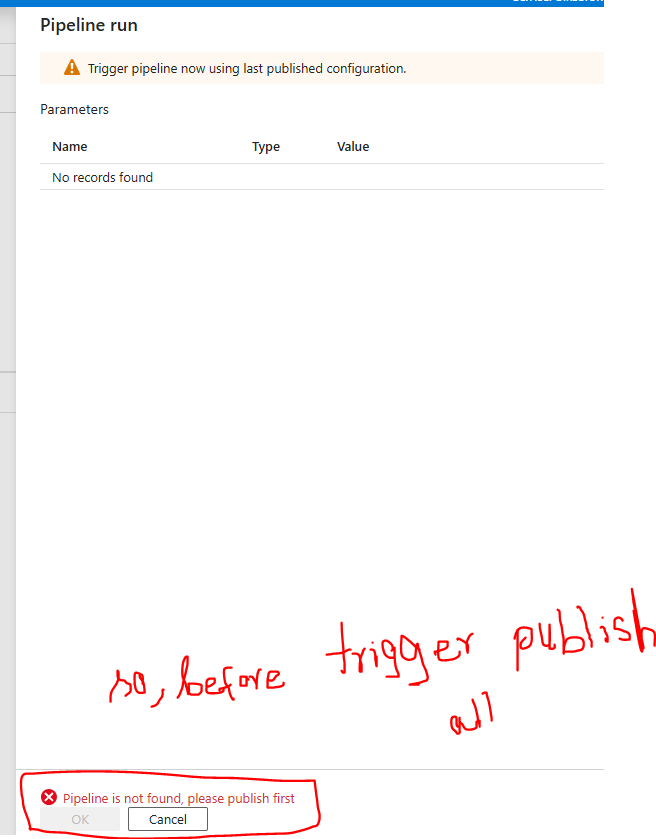 Pipeline run
Trigger pipeline now using last published configuration.
Parameters
Name Type Value
No records found
so, before trigger publish
all
Pipeline is not found, please publish first
OK Cancel